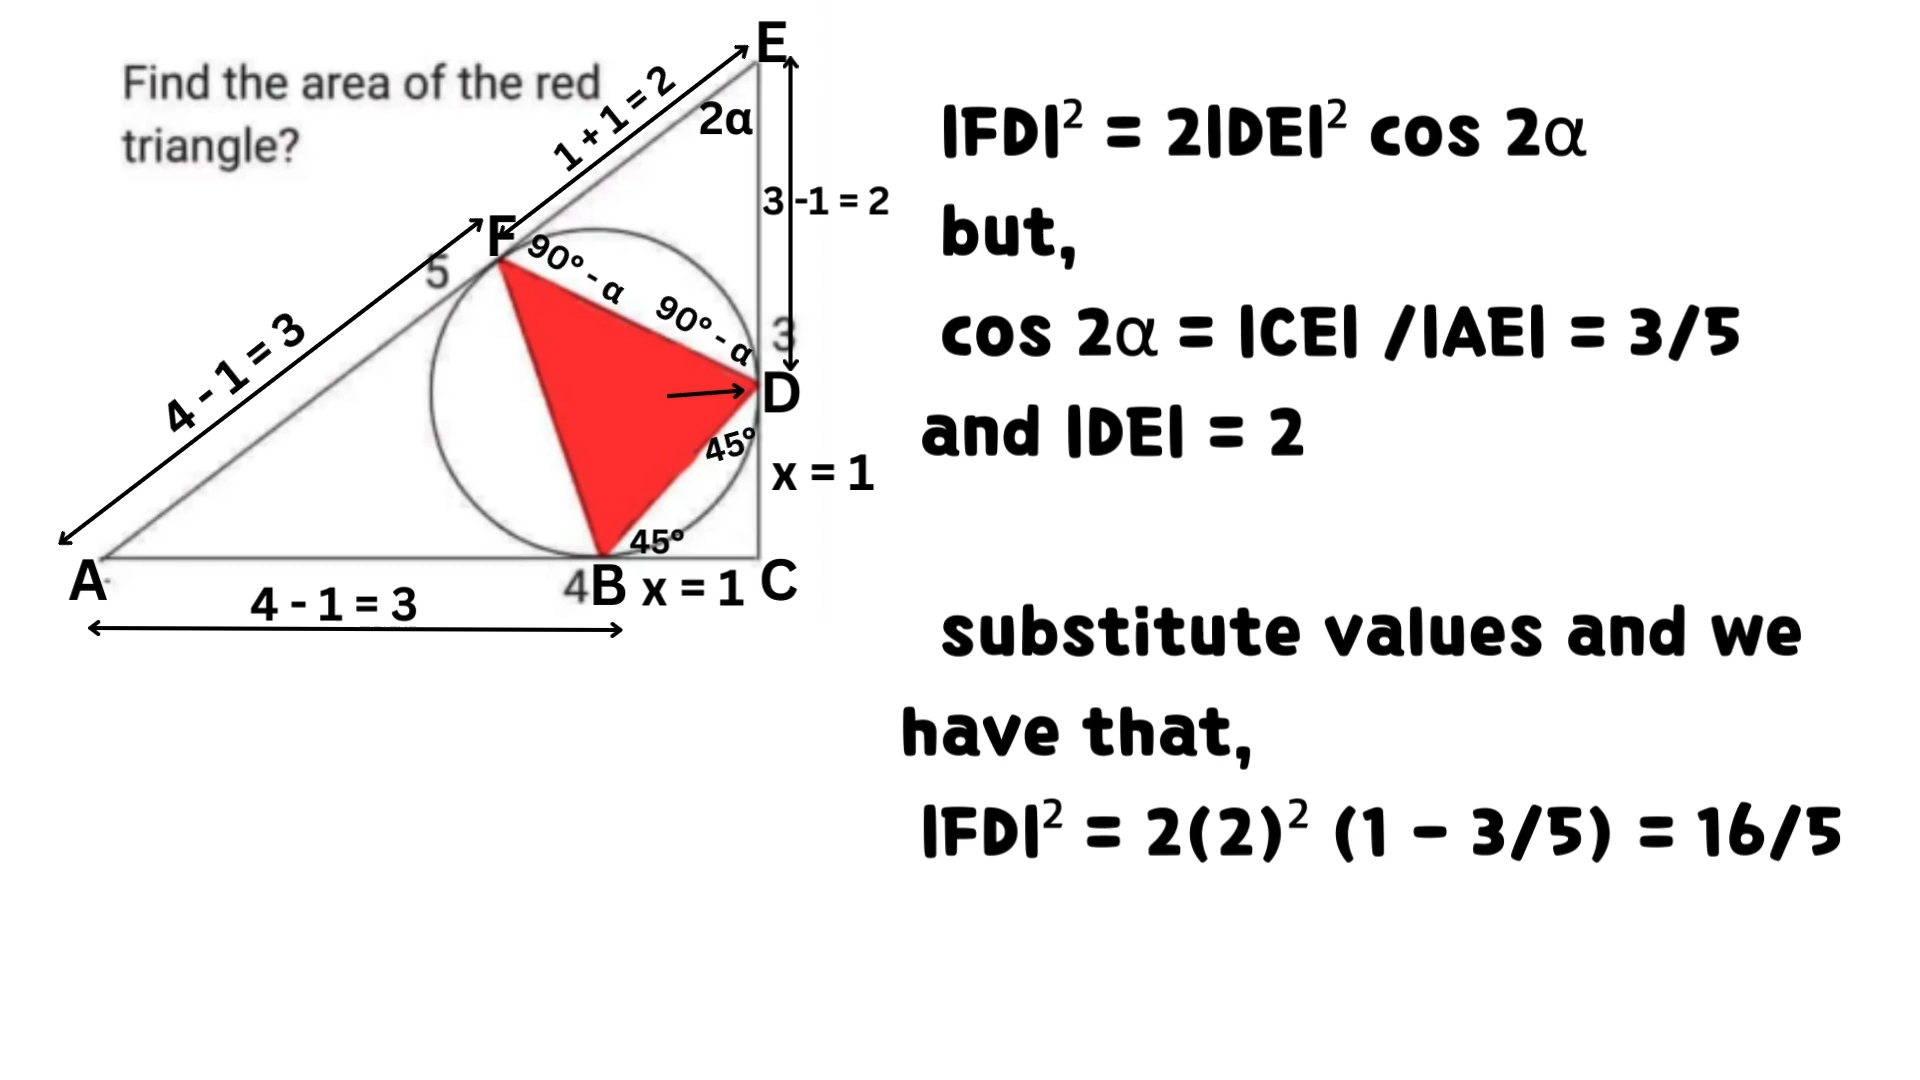 Find the area of the red
triangle?
E
1 + 1 = 2
2α
3 -1 = 2
F
90° - α
90° - α
5
3
4 - 1 = 3
D
45°
x = 1
45°
A
4
B
x = 1
C
4 - 1 = 3
|FD|² = 2|DE|² cos 2α
but,
cos 2α = |CE| /|AE| = 3/5
and |DE| = 2
substitute values and we
have that,
|FD|² = 2(2)² (1 - 3/5) = 16/5